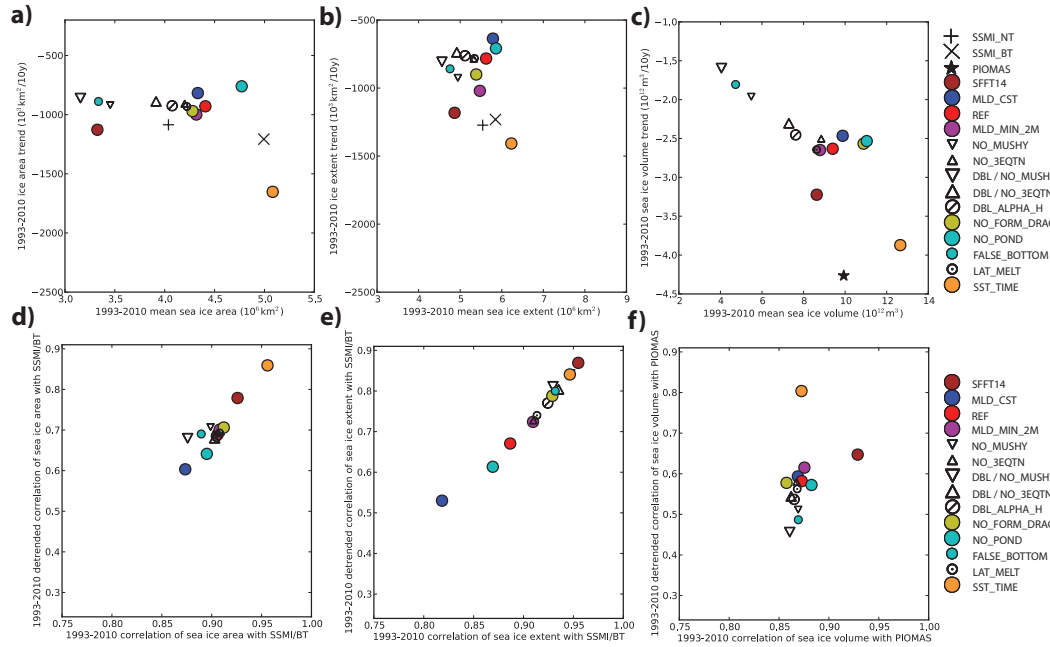 a)
−500
−1000
−1500
−2000
−2500
1993-2010 ice area trend (10³ km²/10y)
3.0 3.5 4.0 4.5 5.0 5.5
1993-2010 mean sea ice area (10⁶ km²)
b)
−500
−1000
−1500
−2000
−2500
1993-2010 ice extent trend (10³ km²/10y)
3 4 5 6 7 8 9
1993-2010 mean sea ice extent (10⁶ km²)
c)
−1.0
−1.5
−2.0
−2.5
−3.0
−3.5
−4.0
−4.5
1993-2010 sea ice volume trend (10¹² m³/10y)
2 4 6 8 10 12 14
1993-2010 mean sea ice volume (10¹² m³)
SSMI_NT
SSMI_BT
PIOMAS
SFFT14
MLD_CST
REF
MLD_MIN_2M
NO_MUSHY
NO_3EQTN
DBL / NO_MUSH
DBL / NO_3EQTN
DBL_ALPHA_H
NO_FORM_DRAG
NO_POND
FALSE_BOTTOM
LAT_MELT
SST_TIME
d)
0.9
0.8
0.7
0.6
0.5
0.4
0.3
1993-2010 detrended correlation of sea ice area with SSMI/BT
0.75 0.80 0.85 0.90 0.95 1.00
1993-2010 correlation of sea ice area with SSMI/BT
e)
0.9
0.8
0.7
0.6
0.5
0.4
0.3
1993-2010 detrended correlation of sea ice extent with SSMI/BT
0.75 0.80 0.85 0.90 0.95 1.00
1993-2010 correlation of sea ice extent with SSMI/BT
f)
0.9
0.8
0.7
0.6
0.5
0.4
0.3
1993-2010 detrended correlation of sea ice volume with PIOMAS
0.75 0.80 0.85 0.90 0.95 1.00
1993-2010 correlation of sea ice volume with PIOMAS
SFFT14
MLD_CST
REF
MLD_MIN_2M
NO_MUSHY
NO_3EQTN
DBL / NO_MUSH
DBL / NO_3EQTN
DBL_ALPHA_H
NO_FORM_DRAG
NO_POND
FALSE_BOTTOM
LAT_MELT
SST_TIME